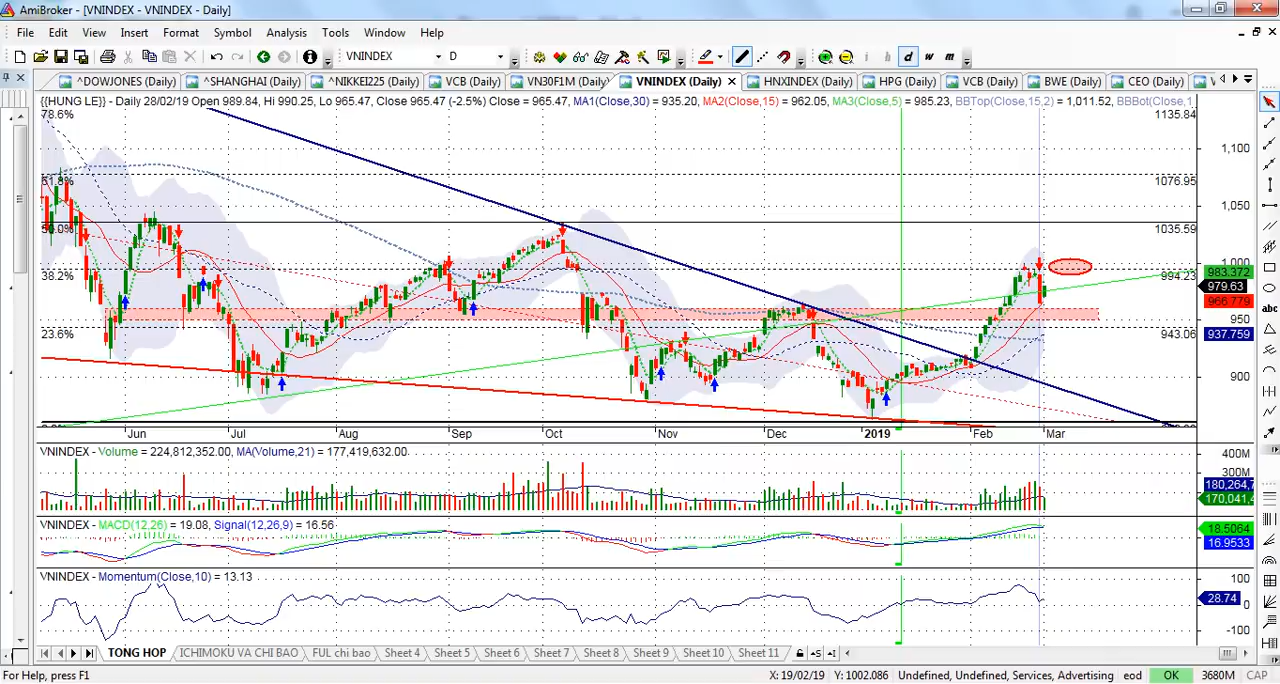 AmiBroker - [VNINDEX - VNINDEX - Daily]
File Edit View Insert Format Symbol Analysis Tools Window Help
VNINDEX D i h d w m
^DOWJONES (Daily) ^SHANGHAI (Daily) ^NIKKEI225 (Daily) VCB (Daily) VN30F1M (Daily) VNINDEX (Daily) HNXINDEX (Daily) HPG (Daily) VCB (Daily) BWE (Daily) CEO (Daily)
{{HUNG LE}} - Daily 28/02/19 Open 989.84, Hi 990.25, Lo 965.47, Close 965.47 (-2.5%) Close = 965.47, MA1(Close,30) = 935.20, MA2(Close,15) = 962.05, MA3(Close,5) = 985.23, BBTop(Close,15,2) = 1,011.52, BBBot(Close,1
78.6% 1135.84
1,100
61.8% 1076.95
1,050
50.0% 1035.59
1,000
38.2% 994.23 983.372
979.63
966.779
950
23.6% 943.06 937.759
900
Jun Jul Aug Sep Oct Nov Dec 2019 Feb Mar
VNINDEX - Volume = 224,812,352.00, MA(Volume,21) = 177,419,632.00
400M
300M
180,264,7
170,041,4
VNINDEX - MACD(12,26) = 19.08, Signal(12,26,9) = 16.56
18.5064
16.9533
VNINDEX - Momentum(Close,10) = 13.13
100
28.74
0
-100
TONG HOP ICHIMOKU VA CHI BAO FUL chi bao Sheet 4 Sheet 5 Sheet 6 Sheet 7 Sheet 8 Sheet 9 Sheet 10 Sheet 11
For Help, press F1 X: 19/02/19 Y: 1002.086 Undefined, Undefined, Services, Advertising eod OK 3680M CAP
abc